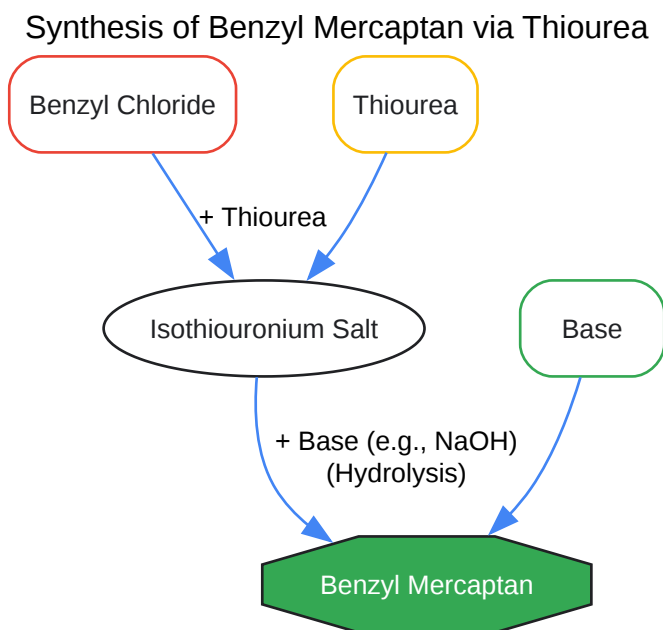 Synthesis of Benzyl Mercaptan via Thiourea
Benzyl Chloride
Thiourea
+ Thiourea
Isothiouronium Salt
Base
+ Base (e.g., NaOH)
(Hydrolysis)
Benzyl Mercaptan